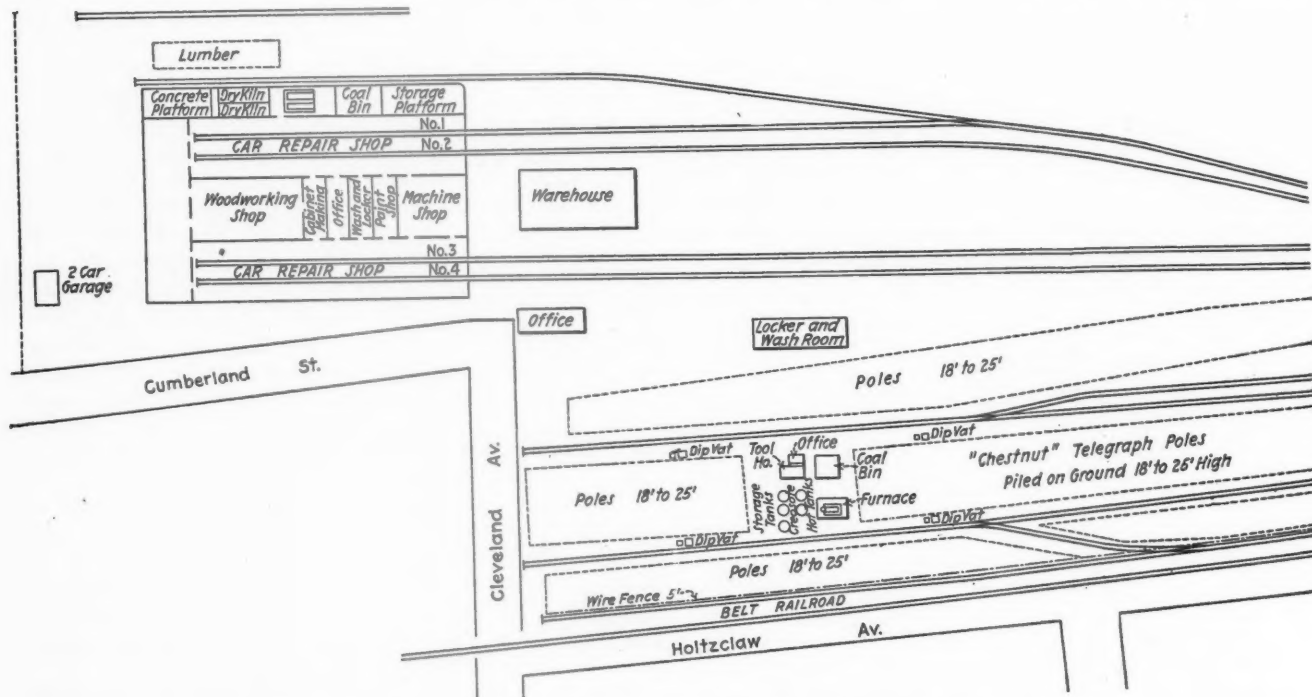 Lumber
Concrete
Platform
Dry Kiln
Dry Kiln
Coal
Bin
Storage
Platform
No.1
CAR REPAIR SHOP No.2
Woodworking
Shop
Cabinet
Making
Office
Wash and
Locker
Paint
Shop
Machine
Shop
Warehouse
No.3
CAR REPAIR SHOP No.4
2 Car
Garage
Office
Locker and
Wash Room
Cumberland St.
Poles 18' to 25'
Cleveland Av.
Dip Vat
Tool
Ho.
Office
Coal
Bin
Dip Vat
"Chestnut" Telegraph Poles
Piled on Ground 18' to 25' High
Poles 18' to 25'
Storage
Tanks
Creosote
Hot Tanks
Furnace
Dip Vat
Dip Vat
Poles 18' to 25'
Wire Fence 5'
BELT RAILROAD
Holtzclaw Av.